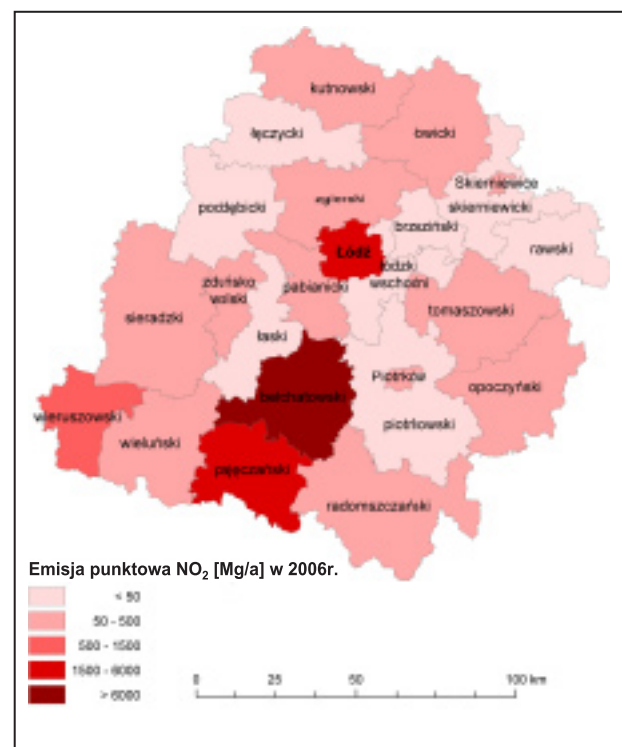 kutnowski
łęczycki
łowicki
Skierniewice
skierniewicki
poddębicki
zgierski
brzeziński
rawski
Łódź
łódzki
wschodni
zduńsko
wolski
pabianicki
tomaszowski
sieradzki
łaski
Piotrków
opoczyński
bełchatowski
wieruszowski
piotrkowski
wieluński
pajęczański
radomszczański
Emisja punktowa NO₂ [Mg/a] w 2006r.
< 50
50 - 500
500 - 1500
1500 - 6000
> 6000
0 25 50 100 km